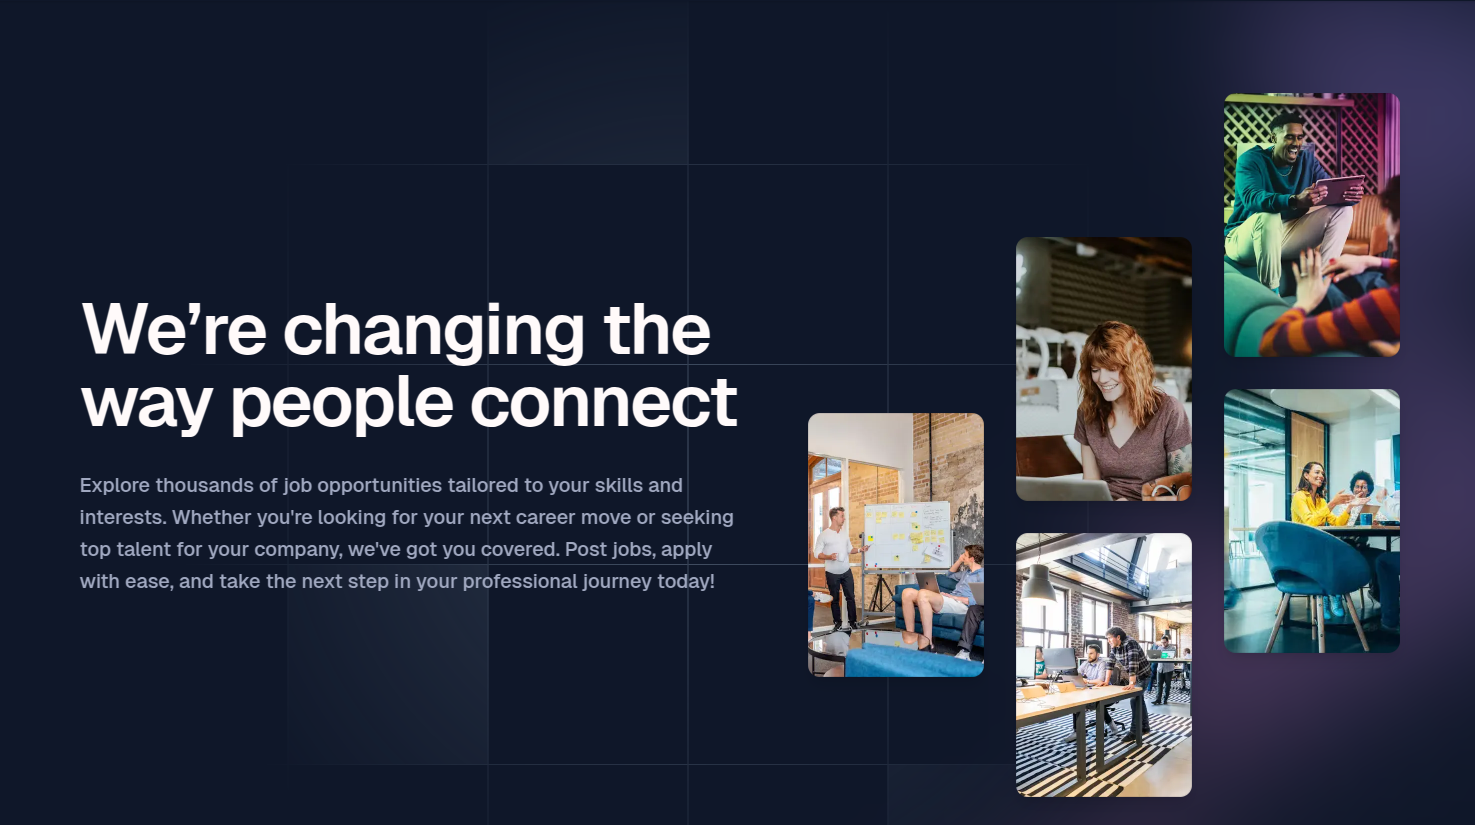 We’re changing the
way people connect
Explore thousands of job opportunities tailored to your skills and
interests. Whether you're looking for your next career move or seeking
top talent for your company, we've got you covered. Post jobs, apply
with ease, and take the next step in your professional journey today!